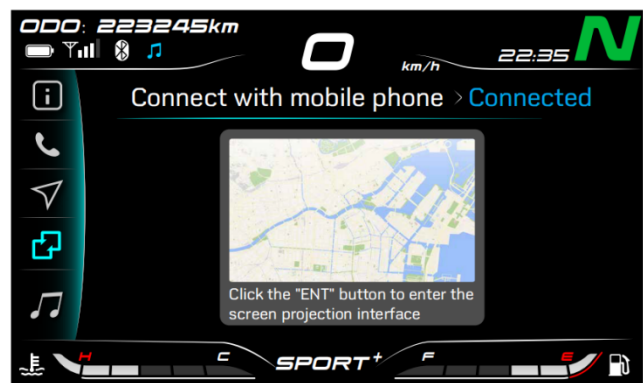 ODO: 223245km
0 km/h
22:35 N
Connect with mobile phone > Connected
Click the "ENT" button to enter the
screen projection interface
H C SPORT+ F E